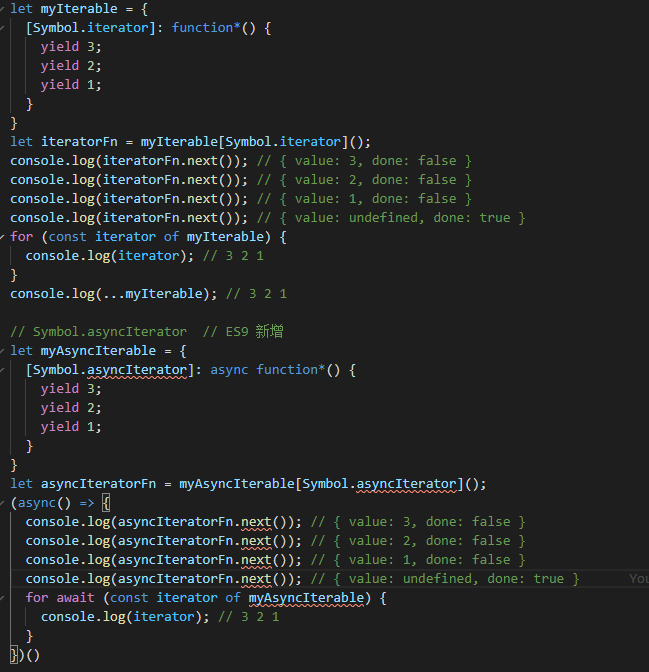 let myIterable = {
  [Symbol.iterator]: function*() {
    yield 3;
    yield 2;
    yield 1;
  }
}
let iteratorFn = myIterable[Symbol.iterator]();
console.log(iteratorFn.next()); // { value: 3, done: false }
console.log(iteratorFn.next()); // { value: 2, done: false }
console.log(iteratorFn.next()); // { value: 1, done: false }
console.log(iteratorFn.next()); // { value: undefined, done: true }
for (const iterator of myIterable) {
  console.log(iterator); // 3 2 1
}
console.log(...myIterable); // 3 2 1
// Symbol.asyncIterator  // ES9 新增
let myAsyncIterable = {
  [Symbol.asyncIterator]: async function*() {
    yield 3;
    yield 2;
    yield 1;
  }
}
let asyncIteratorFn = myAsyncIterable[Symbol.asyncIterator]();
(async() => {
  console.log(asyncIteratorFn.next()); // { value: 3, done: false }
  console.log(asyncIteratorFn.next()); // { value: 2, done: false }
  console.log(asyncIteratorFn.next()); // { value: 1, done: false }
  console.log(asyncIteratorFn.next()); // { value: undefined, done: true }
  for await (const iterator of myAsyncIterable) {
    console.log(iterator); // 3 2 1
  }
})()